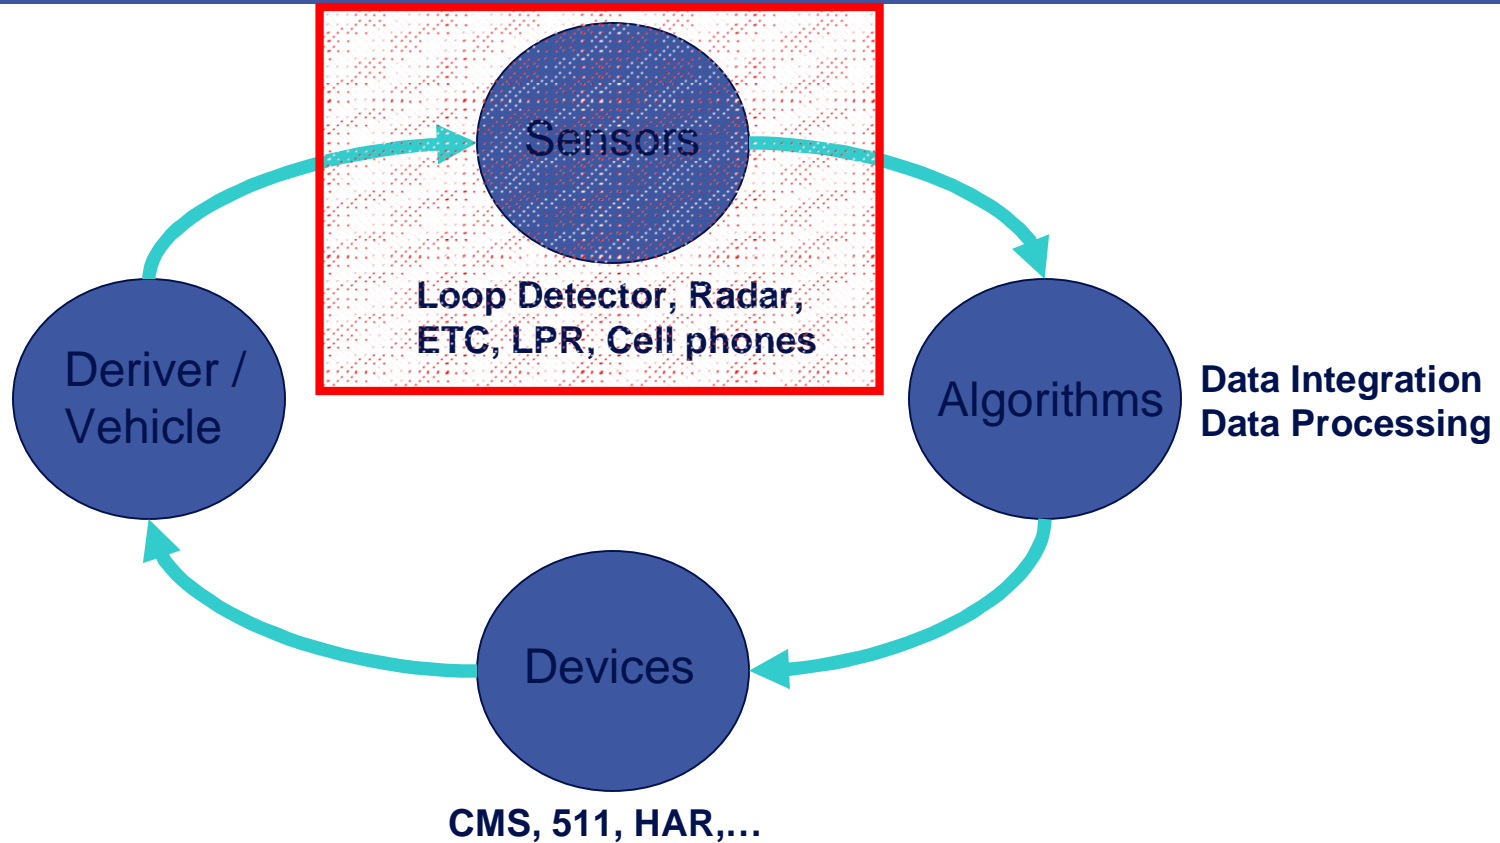 Sensors
Loop Detector, Radar,
ETC, LPR, Cell phones
Deriver /
Vehicle
Algorithms
Data Integration
Data Processing
Devices
CMS, 511, HAR,…